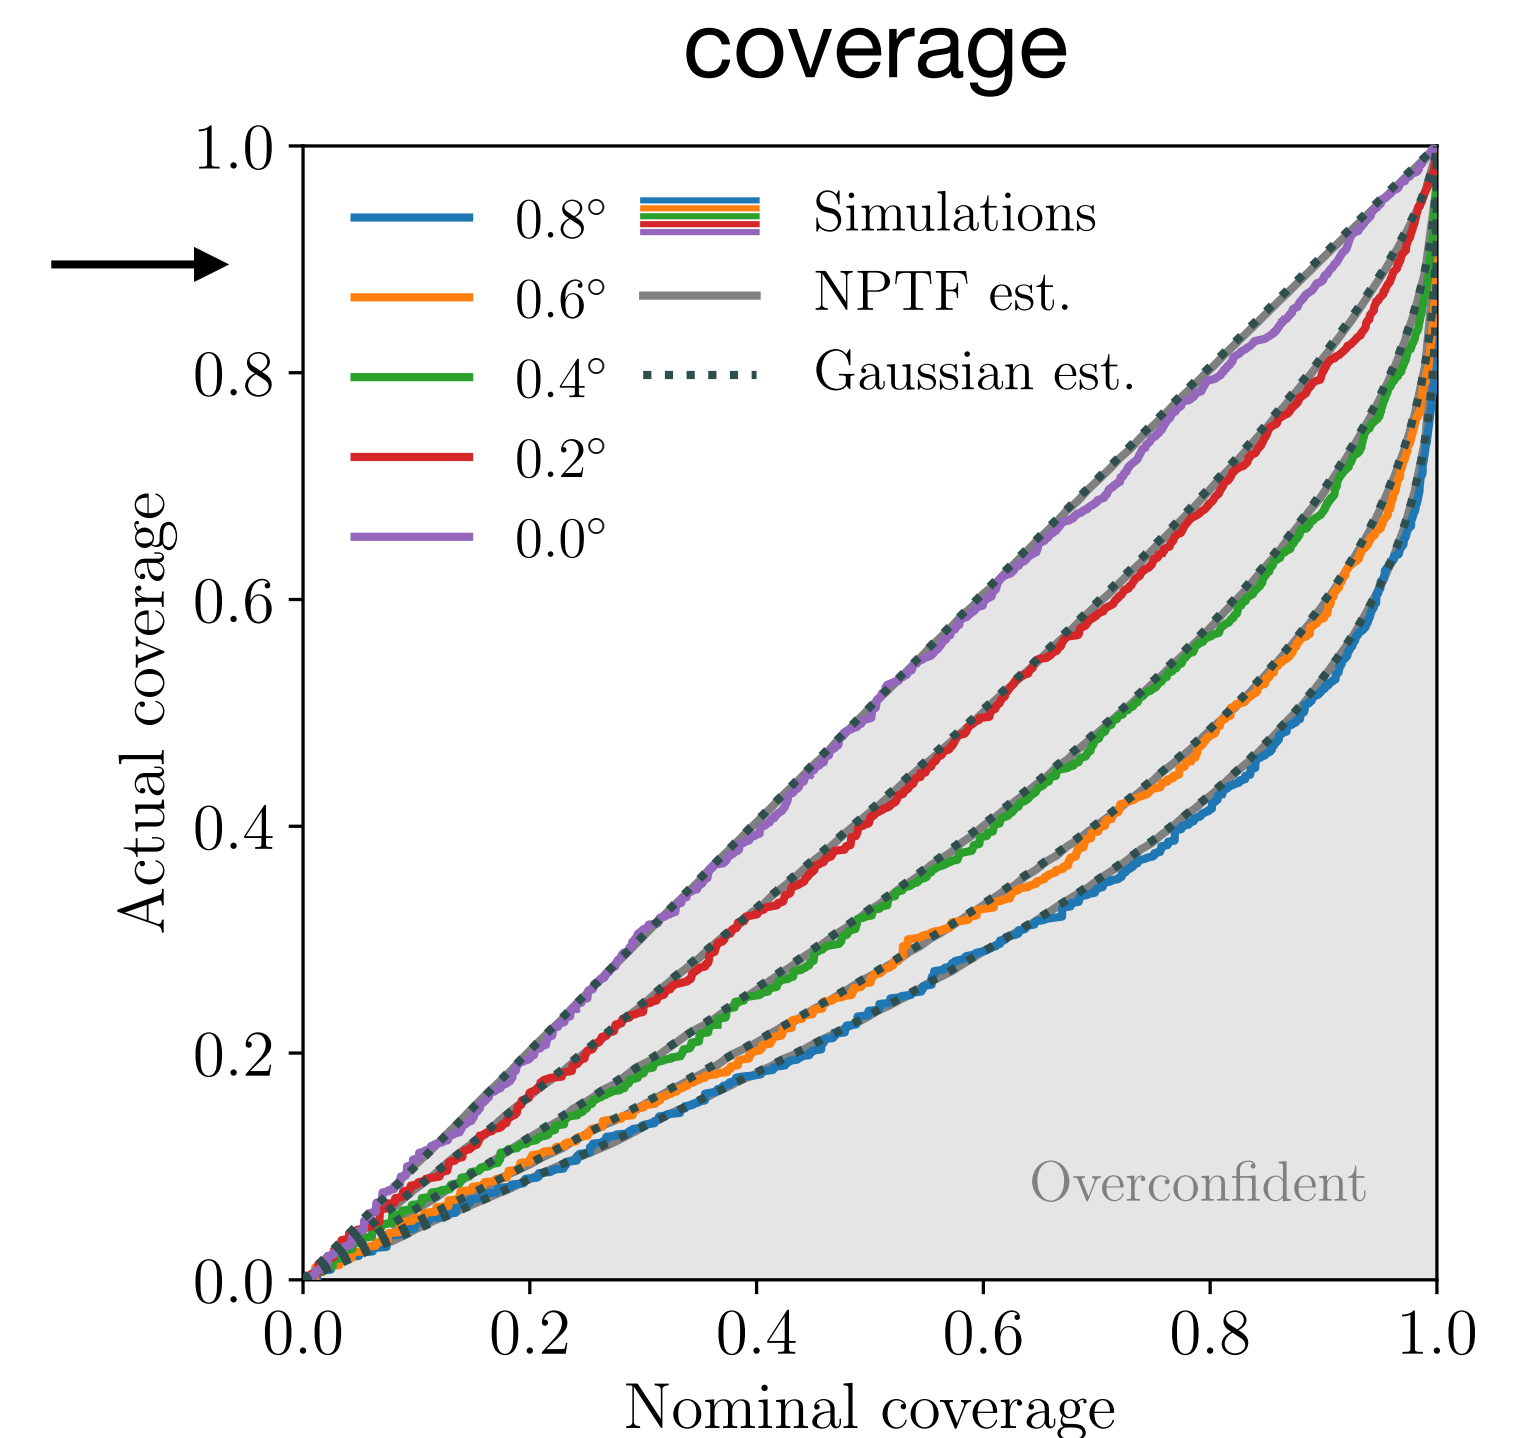 coverage
1.0
0.8
0.6
0.4
0.2
0.0
Actual coverage
0.8°
0.6°
0.4°
0.2°
0.0°
Simulations
NPTF est.
Gaussian est.
Overconfident
0.0 0.2 0.4 0.6 0.8 1.0
Nominal coverage